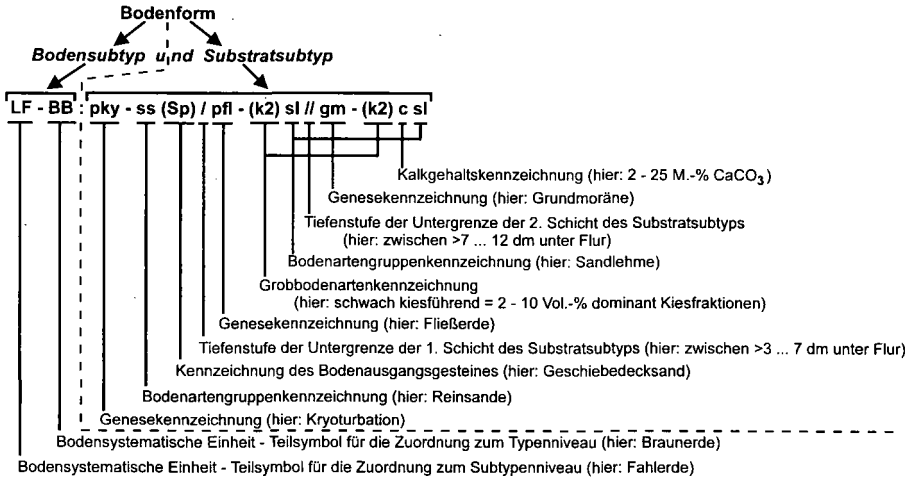 Bodenform
Bodensubtyp und Substratsubtyp
LF - BB : pky - ss (Sp) / pfl - (k2) sl // gm - (k2) c sl
Kalkgehaltskennzeichnung (hier: 2 - 25 M.-% CaCO3)
Genesekennzeichnung (hier: Grundmoräne)
Tiefenstufe der Untergrenze der 2. Schicht des Substratsubtyps
(hier: zwischen >7 ... 12 dm unter Flur)
Bodenartengruppenkennzeichnung (hier: Sandlehme)
Grobbodenartenkennzeichnung
(hier: schwach kiesführend = 2 - 10 Vol.-% dominant Kiesfraktionen)
Genesekennzeichnung (hier: Fließerde)
Tiefenstufe der Untergrenze der 1. Schicht des Substratsubtyps (hier: zwischen >3 ... 7 dm unter Flur)
Kennzeichnung des Bodenausgangsgesteines (hier: Geschiebedecksand)
Bodenartengruppenkennzeichnung (hier: Reinsande)
Genesekennzeichnung (hier: Kryoturbation)
Bodensystematische Einheit - Teilsymbol für die Zuordnung zum Typenniveau (hier: Braunerde)
Bodensystematische Einheit - Teilsymbol für die Zuordnung zum Subtypenniveau (hier: Fahlerde)